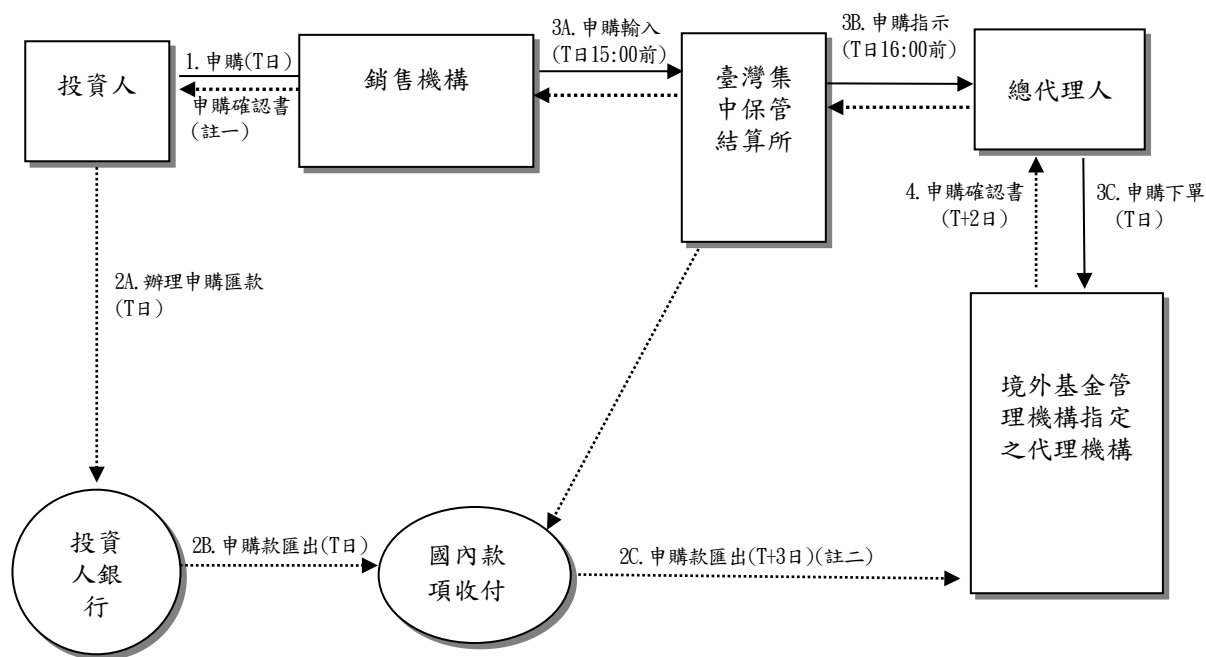 投資人
1.申購(T日)
申購確認書
(註一)
銷售機構
3A.申購輸入
(T日15:00前)
臺灣集
中保管
結算所
3B.申購指示
(T日16:00前)
總代理人
4.申購確認書
(T+2日)
3C.申購下單
(T日)
2A.辦理申購匯款
(T日)
境外基金管
理機構指定
之代理機構
投資
人銀
行
2B.申購款匯出(T日)
國內款
項收付
2C.申購款匯出(T+3日)(註二)